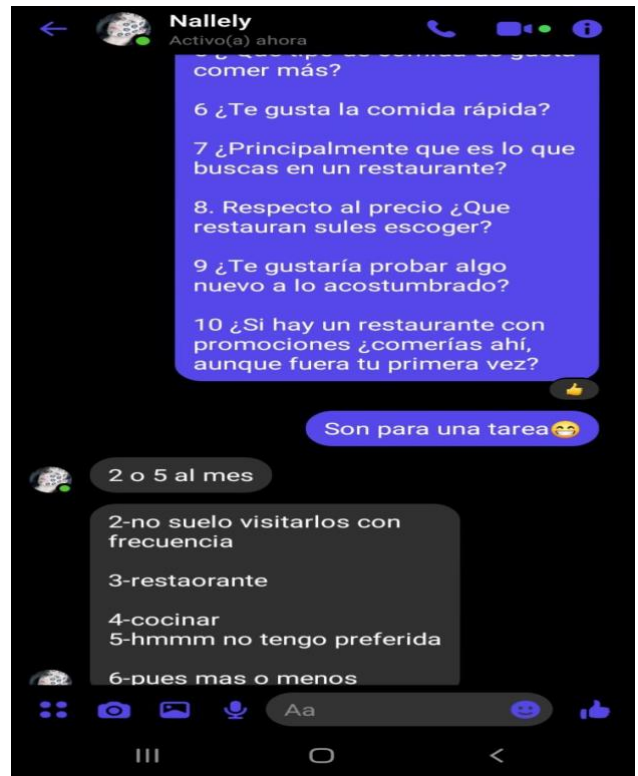 Nallely
Activo(a) ahora
comer más?
6 ¿Te gusta la comida rápida?
7 ¿Principalmente que es lo que
buscas en un restaurante?
8. Respecto al precio ¿Que
restauran sules escoger?
9 ¿Te gustaría probar algo
nuevo a lo acostumbrado?
10 ¿Si hay un restaurante con
promociones ¿comerías ahí,
aunque fuera tu primera vez?
Son para una tarea😁
2 o 5 al mes
2-no suelo visitarlos con
frecuencia
3-restaorante
4-cocinar
5-hmmm no tengo preferida
6-pues mas o menos
Aa